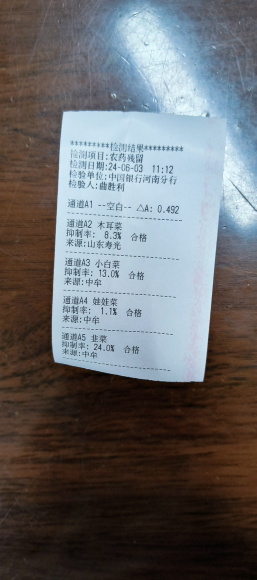 *********检测结果*********
检测项目:农药残留
检测日期:24-06-03 11:12
检验单位:中国银行河南分行
检验人:曲胜利
通道A1 --空白-- △A: 0.492
通道A2 木耳菜
抑制率: 8.3% 合格
来源:山东寿光
通道A3 小白菜
抑制率: 13.0% 合格
来源:中牟
通道A4 娃娃菜
抑制率: 1.1% 合格
来源:中牟
通道A5 韭菜
抑制率: 24.0% 合格
来源:中牟